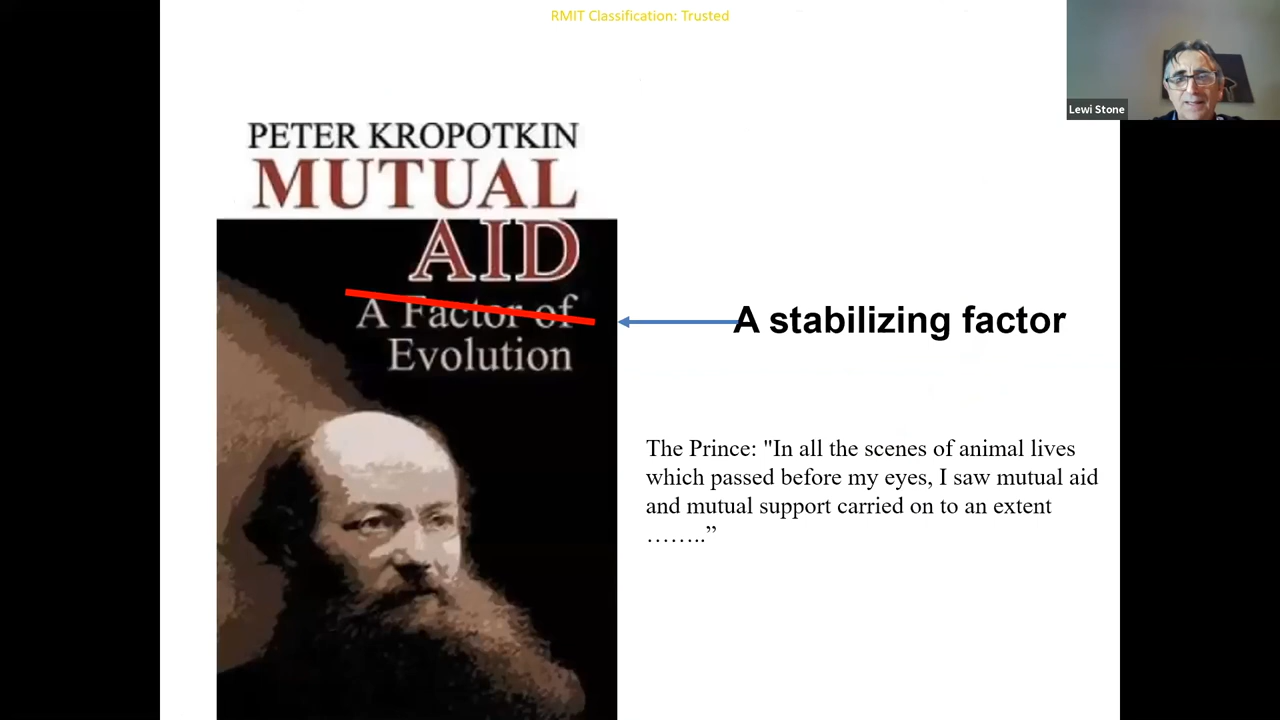 RMIT Classification: Trusted
Lewi Stone
PETER KROPOTKIN
MUTUAL
AID
A Factor of
Evolution
A stabilizing factor
The Prince: "In all the scenes of animal lives
which passed before my eyes, I saw mutual aid
and mutual support carried on to an extent
……..”